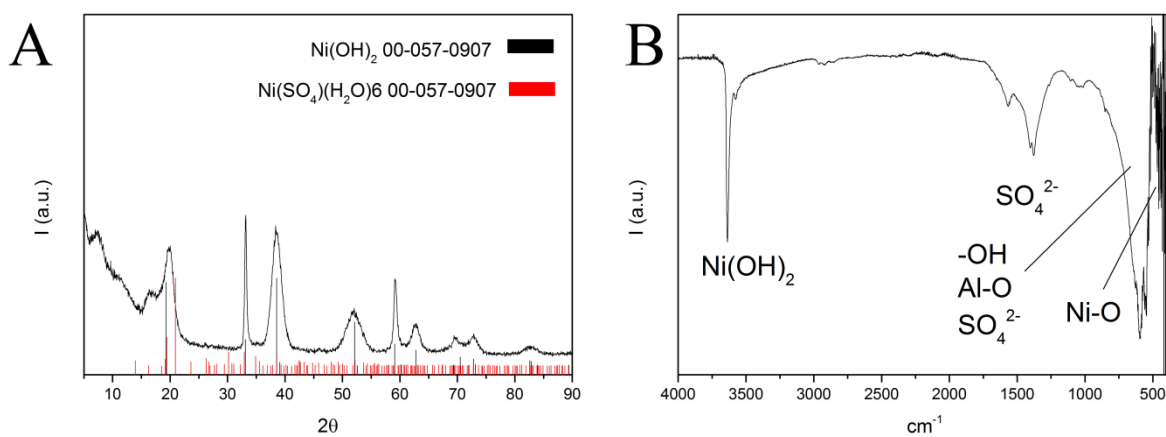 A
Ni(OH)₂ 00-057-0907
Ni(SO₄)(H₂O)6 00-057-0907
I (a.u.)
10 20 30 40 50 60 70 80 90
2θ
B
I (a.u.)
Ni(OH)₂
SO₄²⁻
-OH
Al-O
SO₄²⁻
Ni-O
4000 3500 3000 2500 2000 1500 1000 500
cm⁻¹